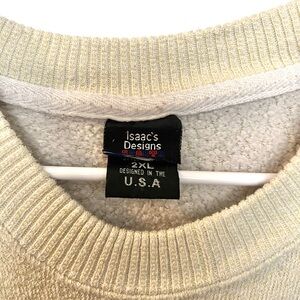 Isaac's
Designs
2XL
DESIGNED IN THE
U.S.A